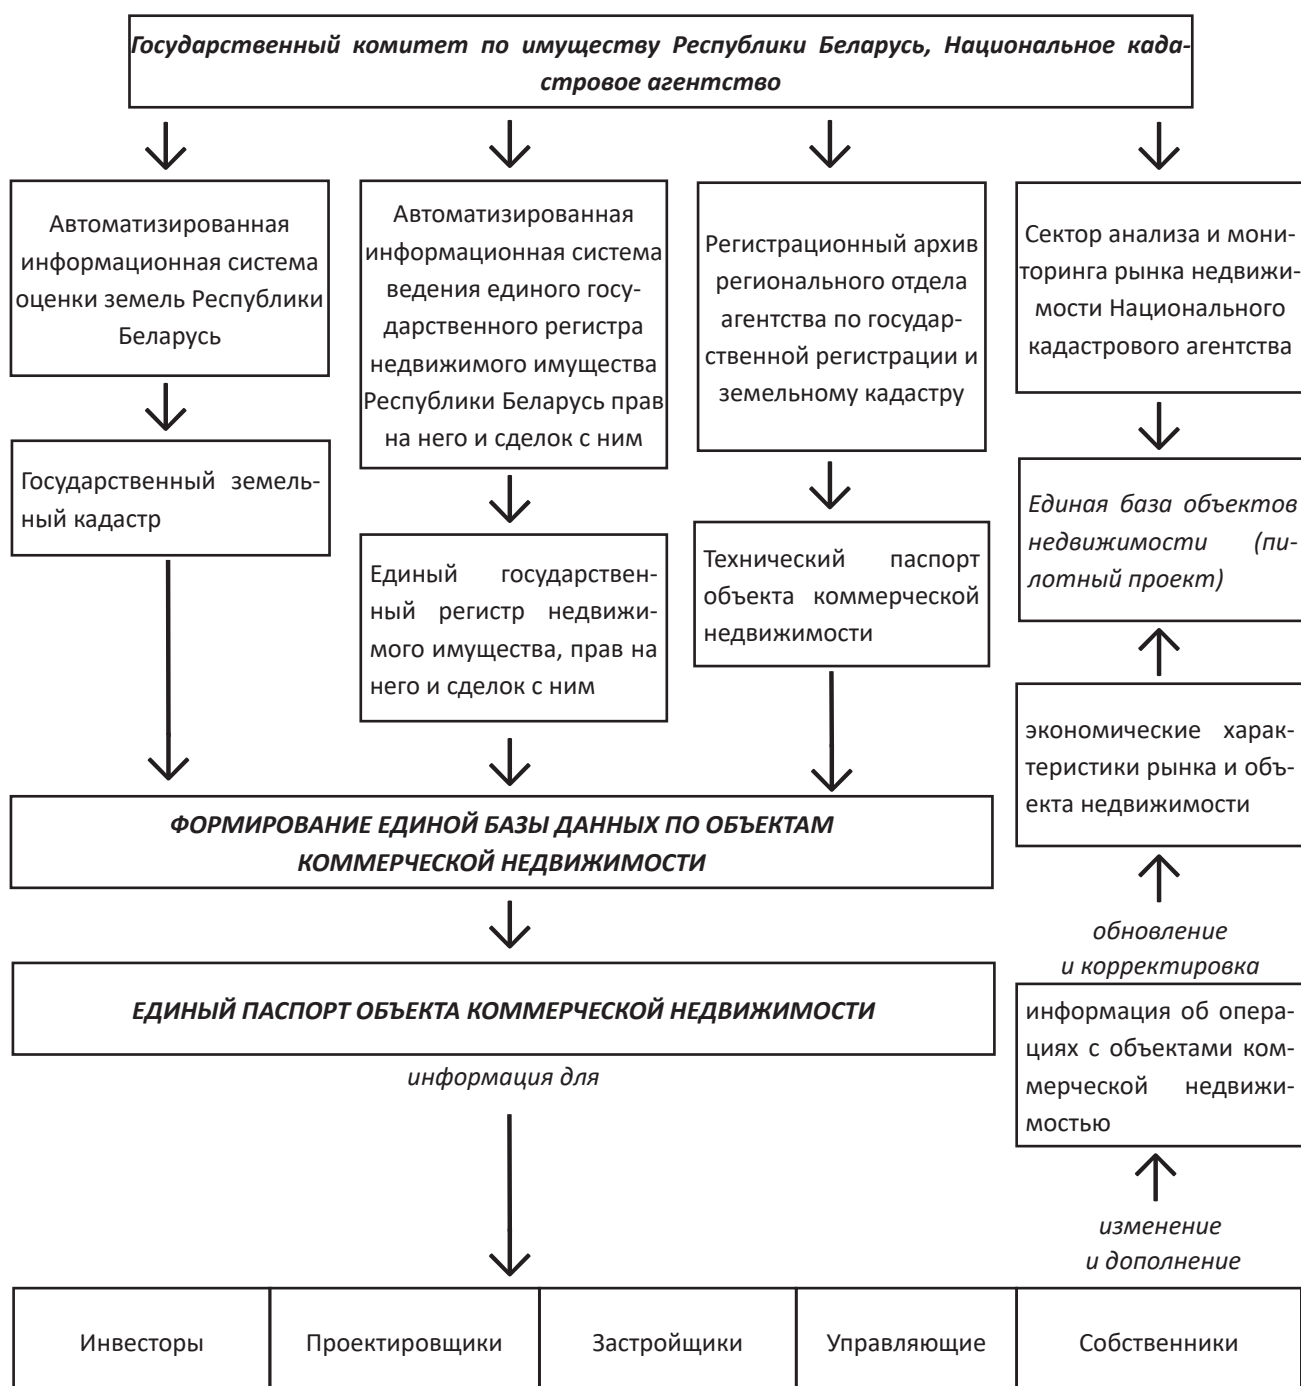 Государственный комитет по имуществу Республики Беларусь, Национальное када-
стровое агентство
Автоматизированная
информационная система
оценки земель Республики
Беларусь
Автоматизированная
информационная система
ведения единого госу-
дарственного регистра
недвижимого имущества
Республики Беларусь прав
на него и сделок с ним
Регистрационный архив
регионального отдела
агентства по государ-
ственной регистрации и
земельному кадастру
Сектор анализа и мони-
торинга рынка недвижи-
мости Национального
кадастрового агентства
Государственный земель-
ный кадастр
Единый государствен-
ный регистр недвижи-
мого имущества, прав на
него и сделок с ним
Технический паспорт
объекта коммерческой
недвижимости
Единая база объектов
недвижимости (пи-
лотный проект)
экономические харак-
теристики рынка и объ-
екта недвижимости
ФОРМИРОВАНИЕ ЕДИНОЙ БАЗЫ ДАННЫХ ПО ОБЪЕКТАМ
КОММЕРЧЕСКОЙ НЕДВИЖИМОСТИ
обновление
и корректировка
ЕДИНЫЙ ПАСПОРТ ОБЪЕКТА КОММЕРЧЕСКОЙ НЕДВИЖИМОСТИ
информация об опера-
циях с объектами ком-
мерческой недвижи-
мостью
информация для
изменение
и дополнение
Инвесторы
Проектировщики
Застройщики
Управляющие
Собственники